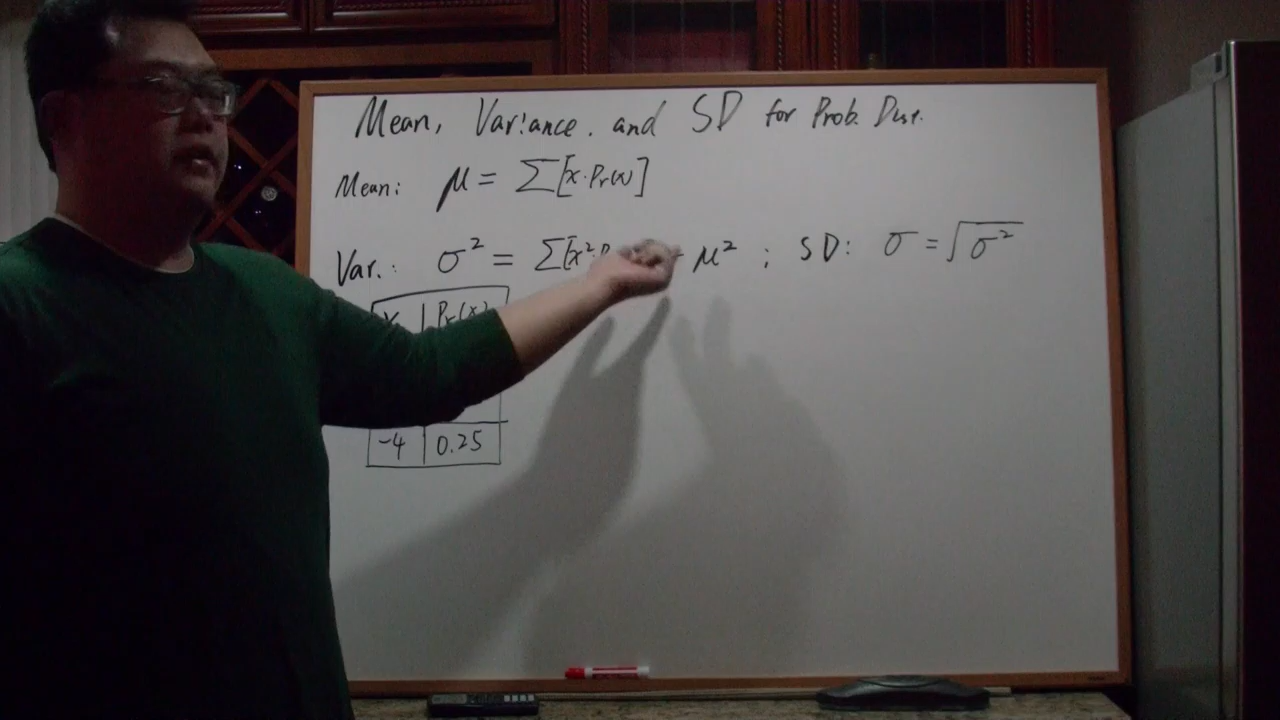 Mean, Variance. and SD for Prob. Dist.
Mean: μ = Σ[x·Pr(x)]
Var.: σ² = Σ[x²·P μ² ; SD: σ = √σ²
x | Pr(x)
-4 | 0.25